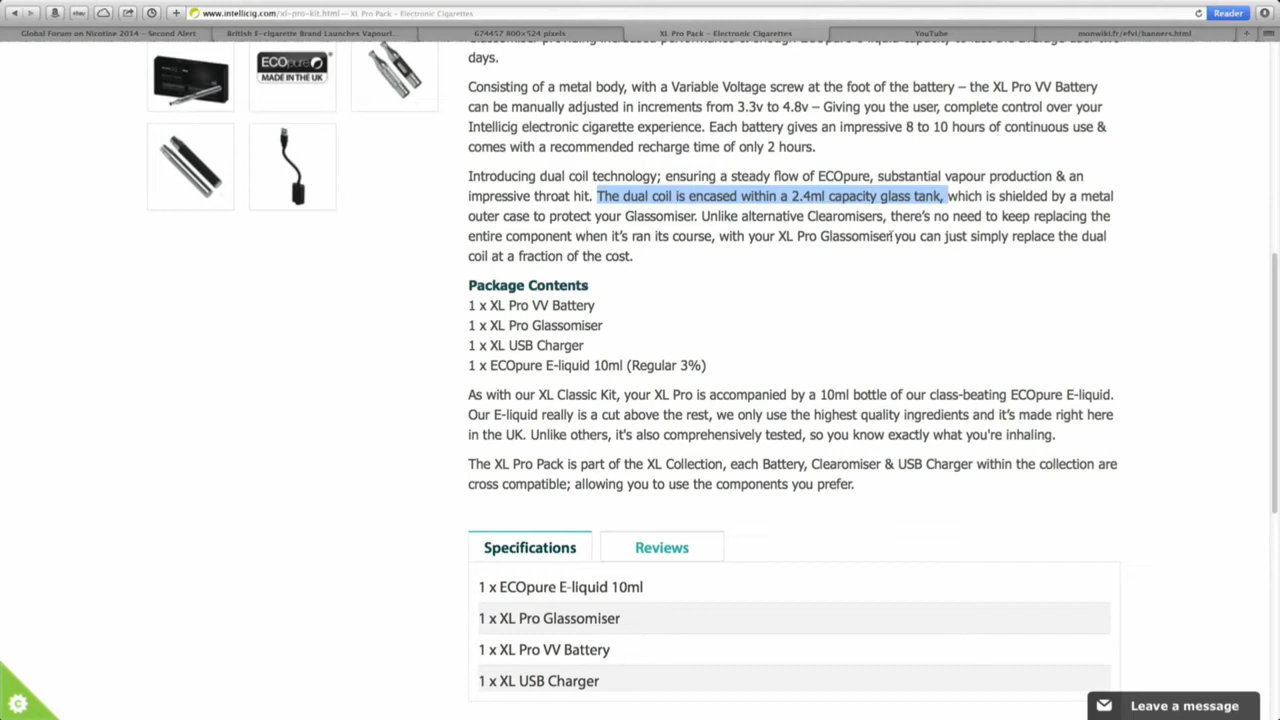 www.intellicig.com/xl-pro-kit.html — XL Pro Pack - Electronic Cigarettes
Reader
Global Forum on Nicotine 2014 – Second Alert
British E-cigarette Brand Launches Vapouri...
674457 800×524 pixels
XL Pro Pack - Electronic Cigarettes
YouTube
monwiki.fr/efvi/banners.html
days.
Consisting of a metal body, with a Variable Voltage screw at the foot of the battery – the XL Pro VV Battery
can be manually adjusted in increments from 3.3v to 4.8v – Giving you the user, complete control over your
Intellicig electronic cigarette experience. Each battery gives an impressive 8 to 10 hours of continuous use &
comes with a recommended recharge time of only 2 hours.
Introducing dual coil technology; ensuring a steady flow of ECOpure, substantial vapour production & an
impressive throat hit. The dual coil is encased within a 2.4ml capacity glass tank, which is shielded by a metal
outer case to protect your Glassomiser. Unlike alternative Clearomisers, there's no need to keep replacing the
entire component when it's ran its course, with your XL Pro Glassomiser you can just simply replace the dual
coil at a fraction of the cost.
Package Contents
1 x XL Pro VV Battery
1 x XL Pro Glassomiser
1 x XL USB Charger
1 x ECOpure E-liquid 10ml (Regular 3%)
As with our XL Classic Kit, your XL Pro is accompanied by a 10ml bottle of our class-beating ECOpure E-liquid.
Our E-liquid really is a cut above the rest, we only use the highest quality ingredients and it's made right here
in the UK. Unlike others, it's also comprehensively tested, so you know exactly what you're inhaling.
The XL Pro Pack is part of the XL Collection, each Battery, Clearomiser & USB Charger within the collection are
cross compatible; allowing you to use the components you prefer.
ECOpure
MADE IN THE UK
Specifications
Reviews
1 x ECOpure E-liquid 10ml
1 x XL Pro Glassomiser
1 x XL Pro VV Battery
1 x XL USB Charger
Leave a message